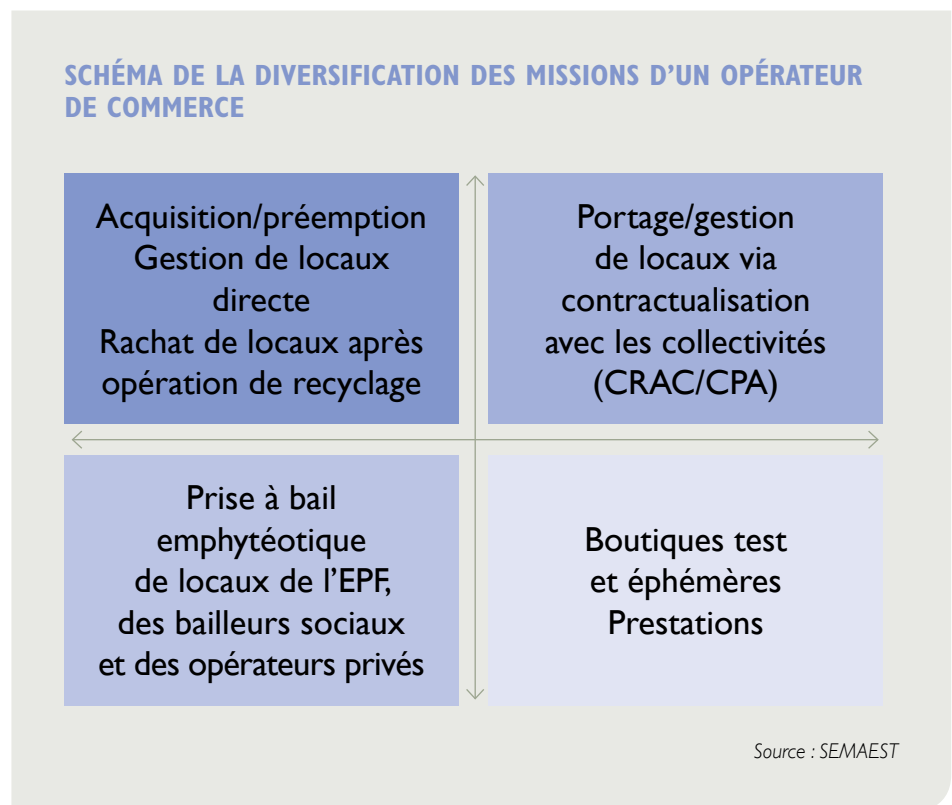 SCHÉMA DE LA DIVERSIFICATION DES MISSIONS D'UN OPÉRATEUR
DE COMMERCE
Acquisition/préemption
Gestion de locaux
directe
Rachat de locaux après
opération de recyclage
Portage/gestion
de locaux via
contractualisation
avec les collectivités
(CRAC/CPA)
Prise à bail
emphytéotique
de locaux de l'EPF,
des bailleurs sociaux
et des opérateurs privés
Boutiques test
et éphémères
Prestations
Source : SEMAEST